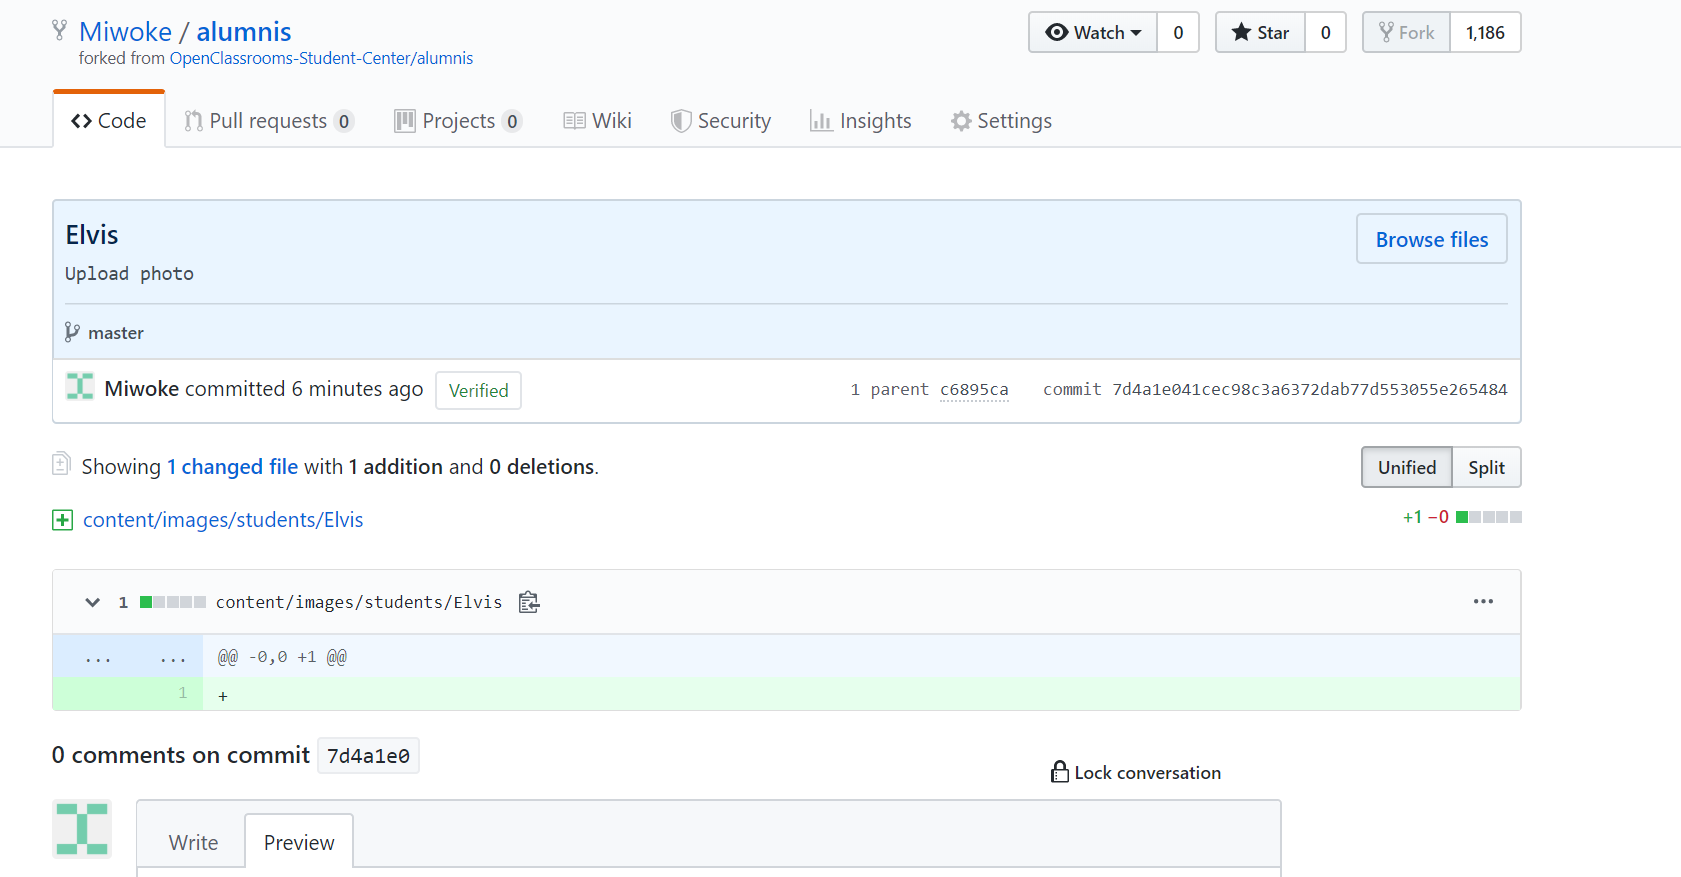 Miwoke / alumnis
Watch 0 Star 0 Fork 1,186
forked from OpenClassrooms-Student-Center/alumnis
Code Pull requests 0 Projects 0 Wiki Security Insights Settings
Elvis
Browse files
Upload photo
master
Miwoke committed 6 minutes ago Verified 1 parent c6895ca commit 7d4a1e041cec98c3a6372dab77d553055e265484
Showing 1 changed file with 1 addition and 0 deletions.
Unified Split
content/images/students/Elvis +1 −0
1 content/images/students/Elvis ...
... ... @@ -0,0 +1 @@
1 +
0 comments on commit 7d4a1e0
Lock conversation
Write Preview